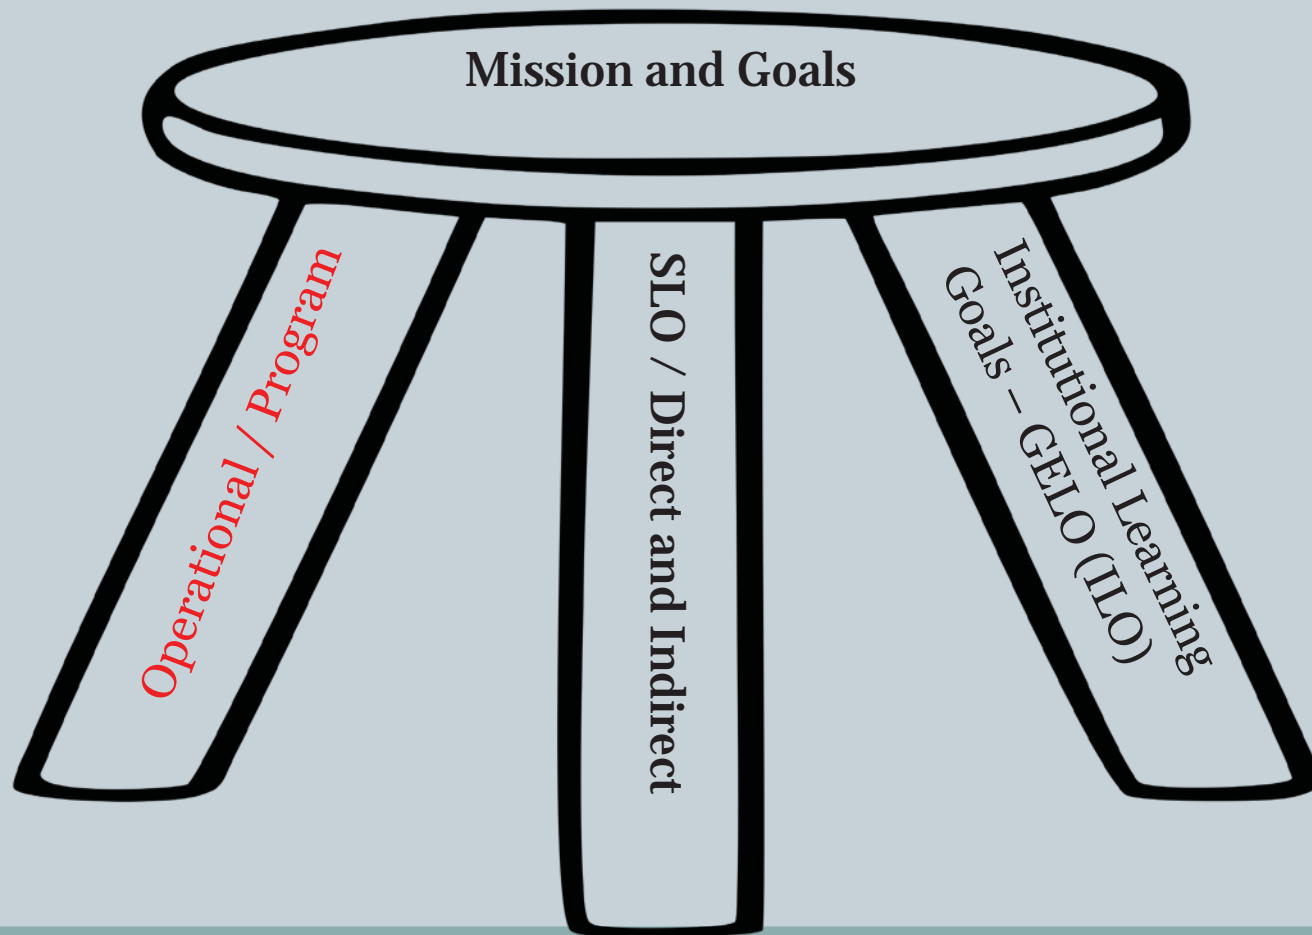 Mission and Goals
Operational / Program
SLO / Direct and Indirect
Institutional Learning
Goals – GELO (ILO)